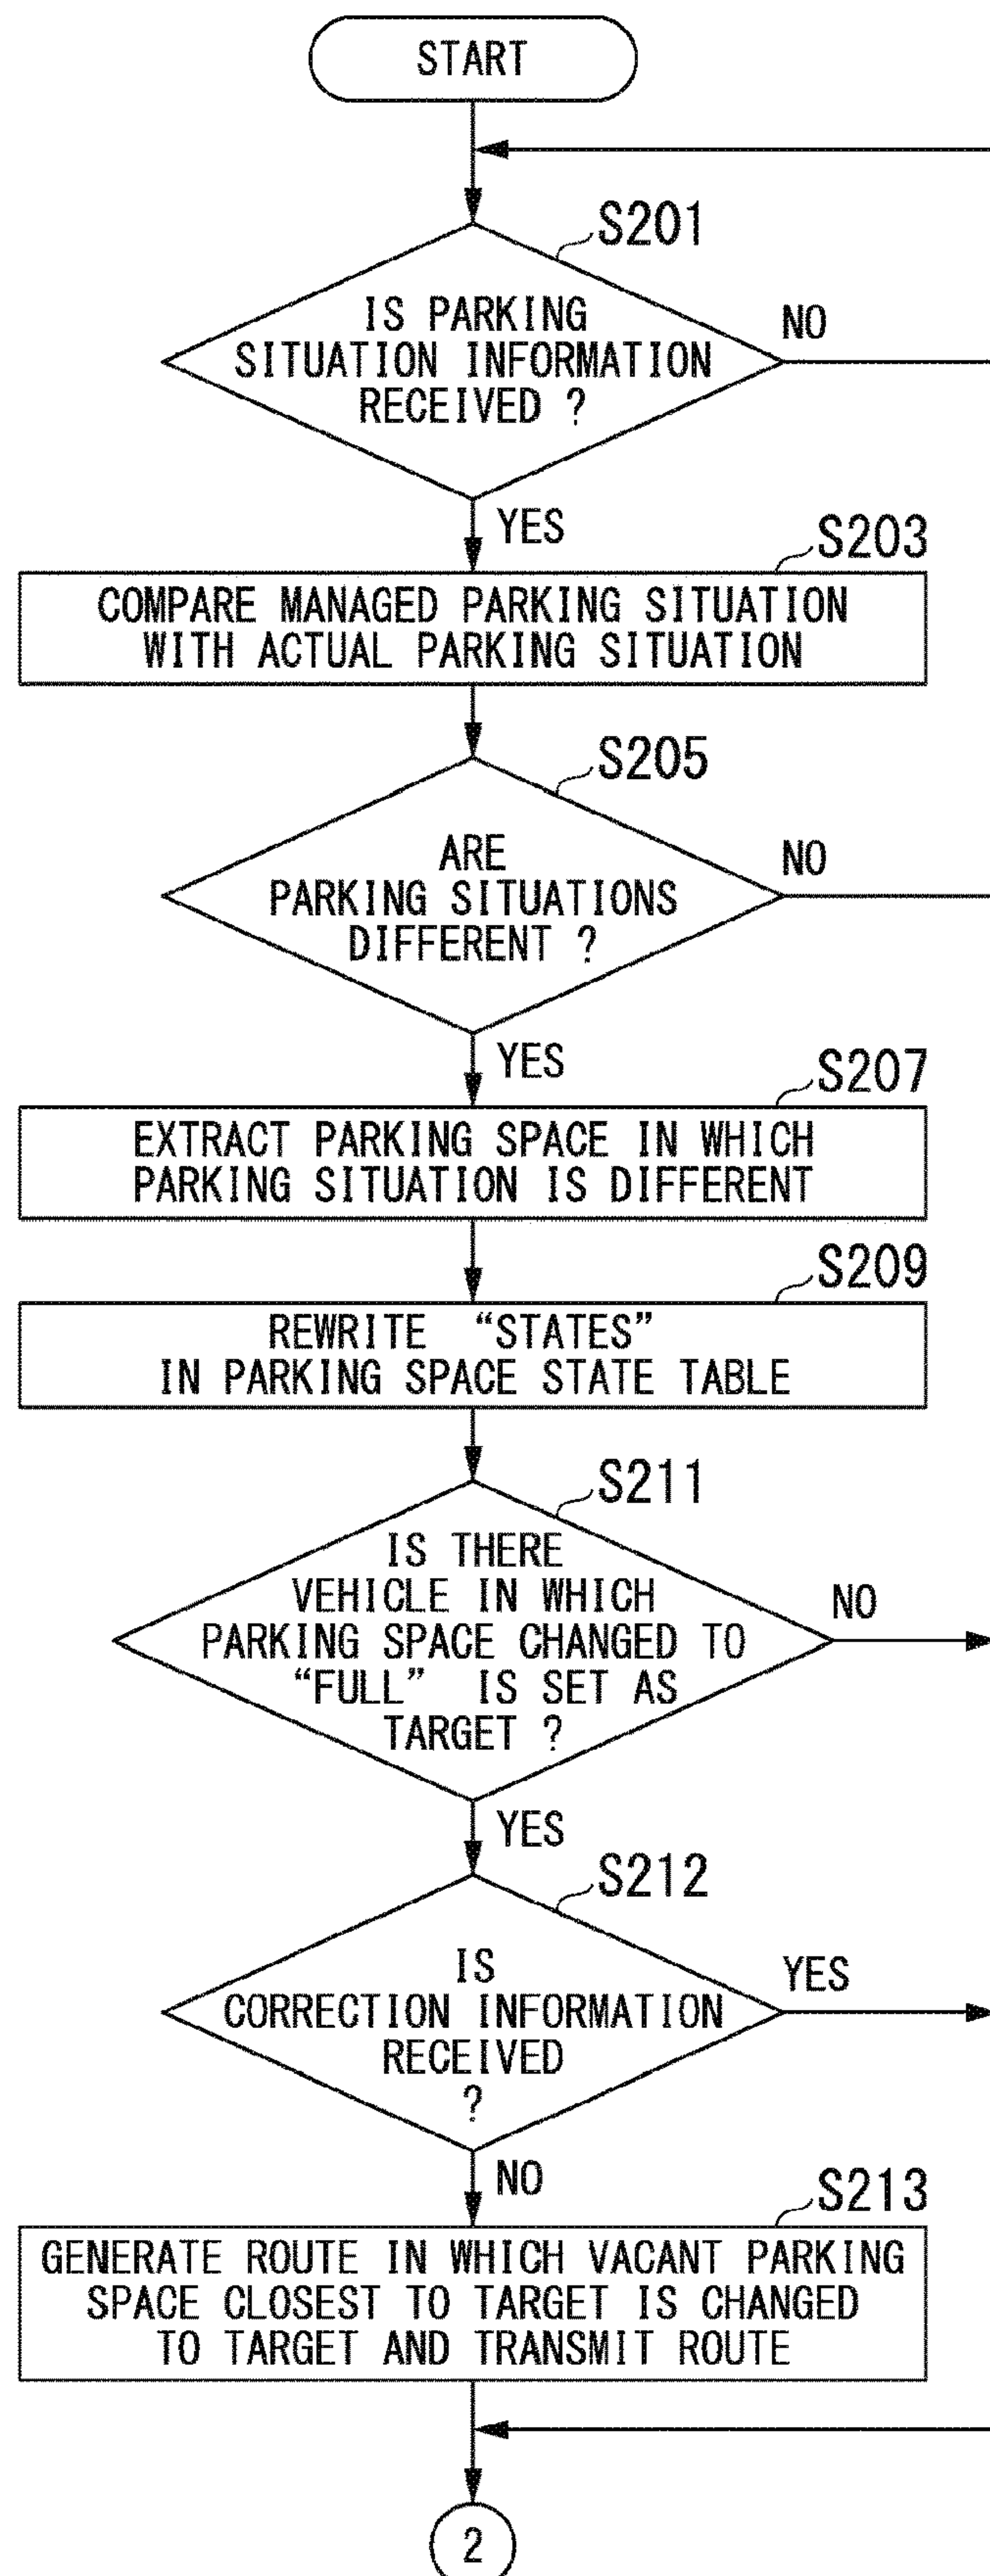 START
S201
IS PARKING
SITUATION INFORMATION
RECEIVED ?
NO
YES
S203
COMPARE MANAGED PARKING SITUATION
WITH ACTUAL PARKING SITUATION
S205
ARE
PARKING SITUATIONS
DIFFERENT ?
NO
YES
S207
EXTRACT PARKING SPACE IN WHICH
PARKING SITUATION IS DIFFERENT
S209
REWRITE “STATES”
IN PARKING SPACE STATE TABLE
S211
IS THERE
VEHICLE IN WHICH
PARKING SPACE CHANGED TO
“FULL” IS SET AS
TARGET ?
NO
YES
S212
IS
CORRECTION INFORMATION
RECEIVED
?
YES
NO
S213
GENERATE ROUTE IN WHICH VACANT PARKING
SPACE CLOSEST TO TARGET IS CHANGED
TO TARGET AND TRANSMIT ROUTE
2